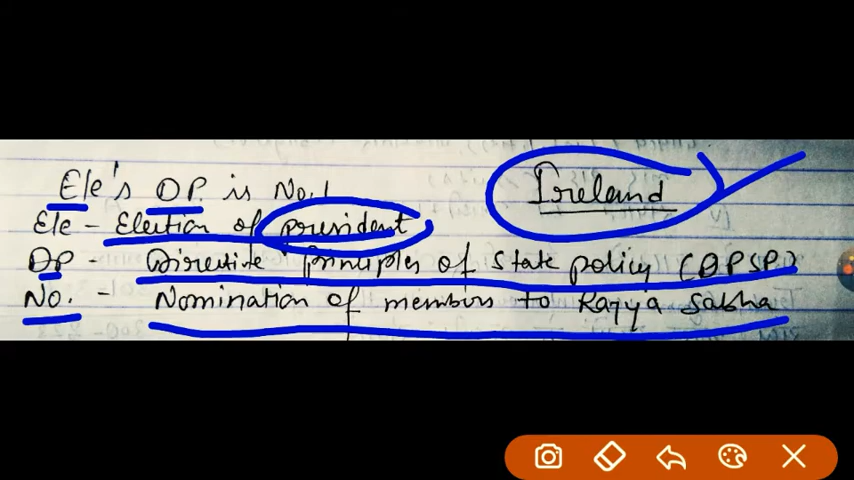 Ele's DP. is No.1
Ireland
Ele - Election of president
DP - Directive principles of State policy (DPSP)
No. - Nomination of members to Rajya Sabha